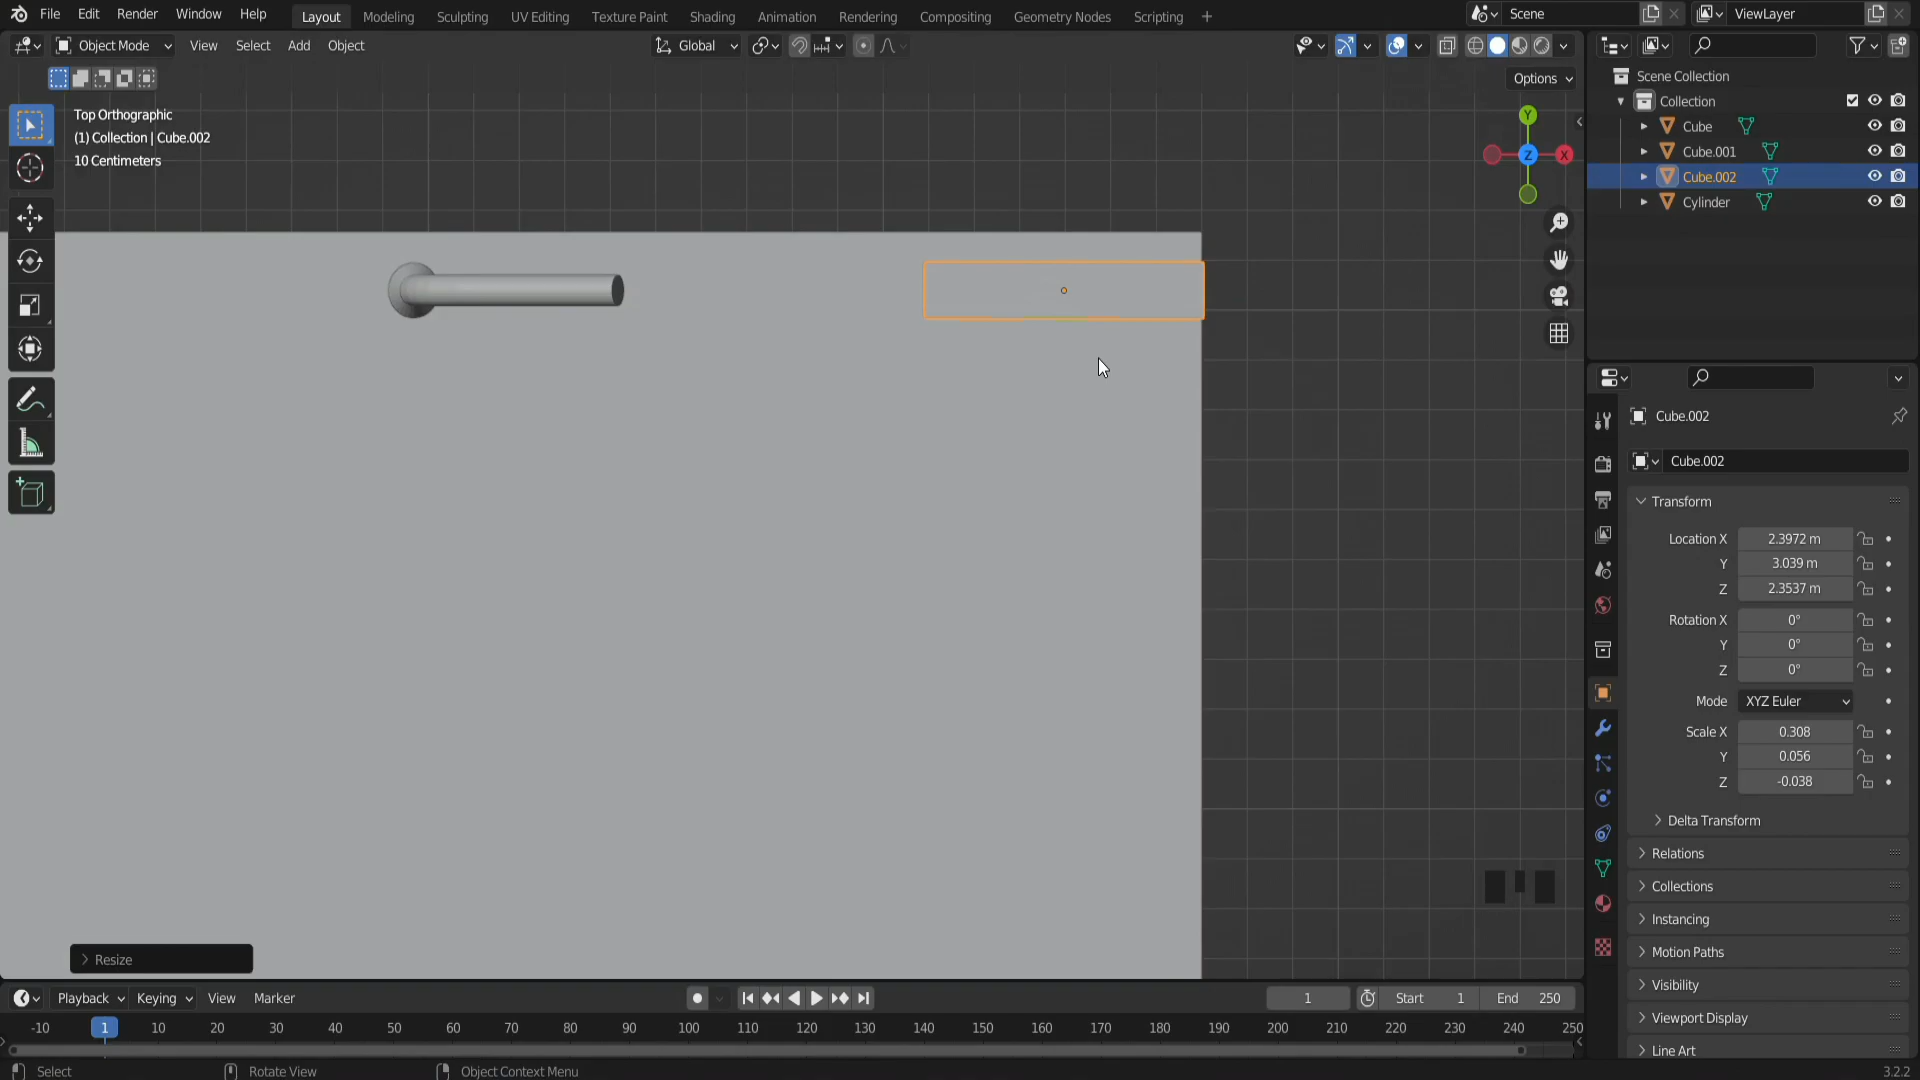 File Edit Render Window Help
Layout Modeling Sculpting UV Editing Texture Paint Shading Animation Rendering Compositing Geometry Nodes Scripting +
Scene ViewLayer
Object Mode View Select Add Object Global
Options
Top Orthographic
(1) Collection | Cube.002
10 Centimeters
Y
Z X
Scene Collection
Collection
Cube
Cube.001
Cube.002
Cylinder
Cube.002
Cube.002
Transform
Location X 2.3972 m
Y 3.039 m
Z 2.3537 m
Rotation X 0°
Y 0°
Z 0°
Mode XYZ Euler
Scale X 0.308
Y 0.056
Z -0.038
Delta Transform
Relations
Collections
Instancing
Motion Paths
Visibility
Viewport Display
Line Art
Resize
Playback Keying View Marker 1 Start 1 End 250
-10 1 10 20 30 40 50 60 70 80 90 100 110 120 130 140 150 160 170 180 190 200 210 220 230 240 250
Select Rotate View Object Context Menu 3.2.2